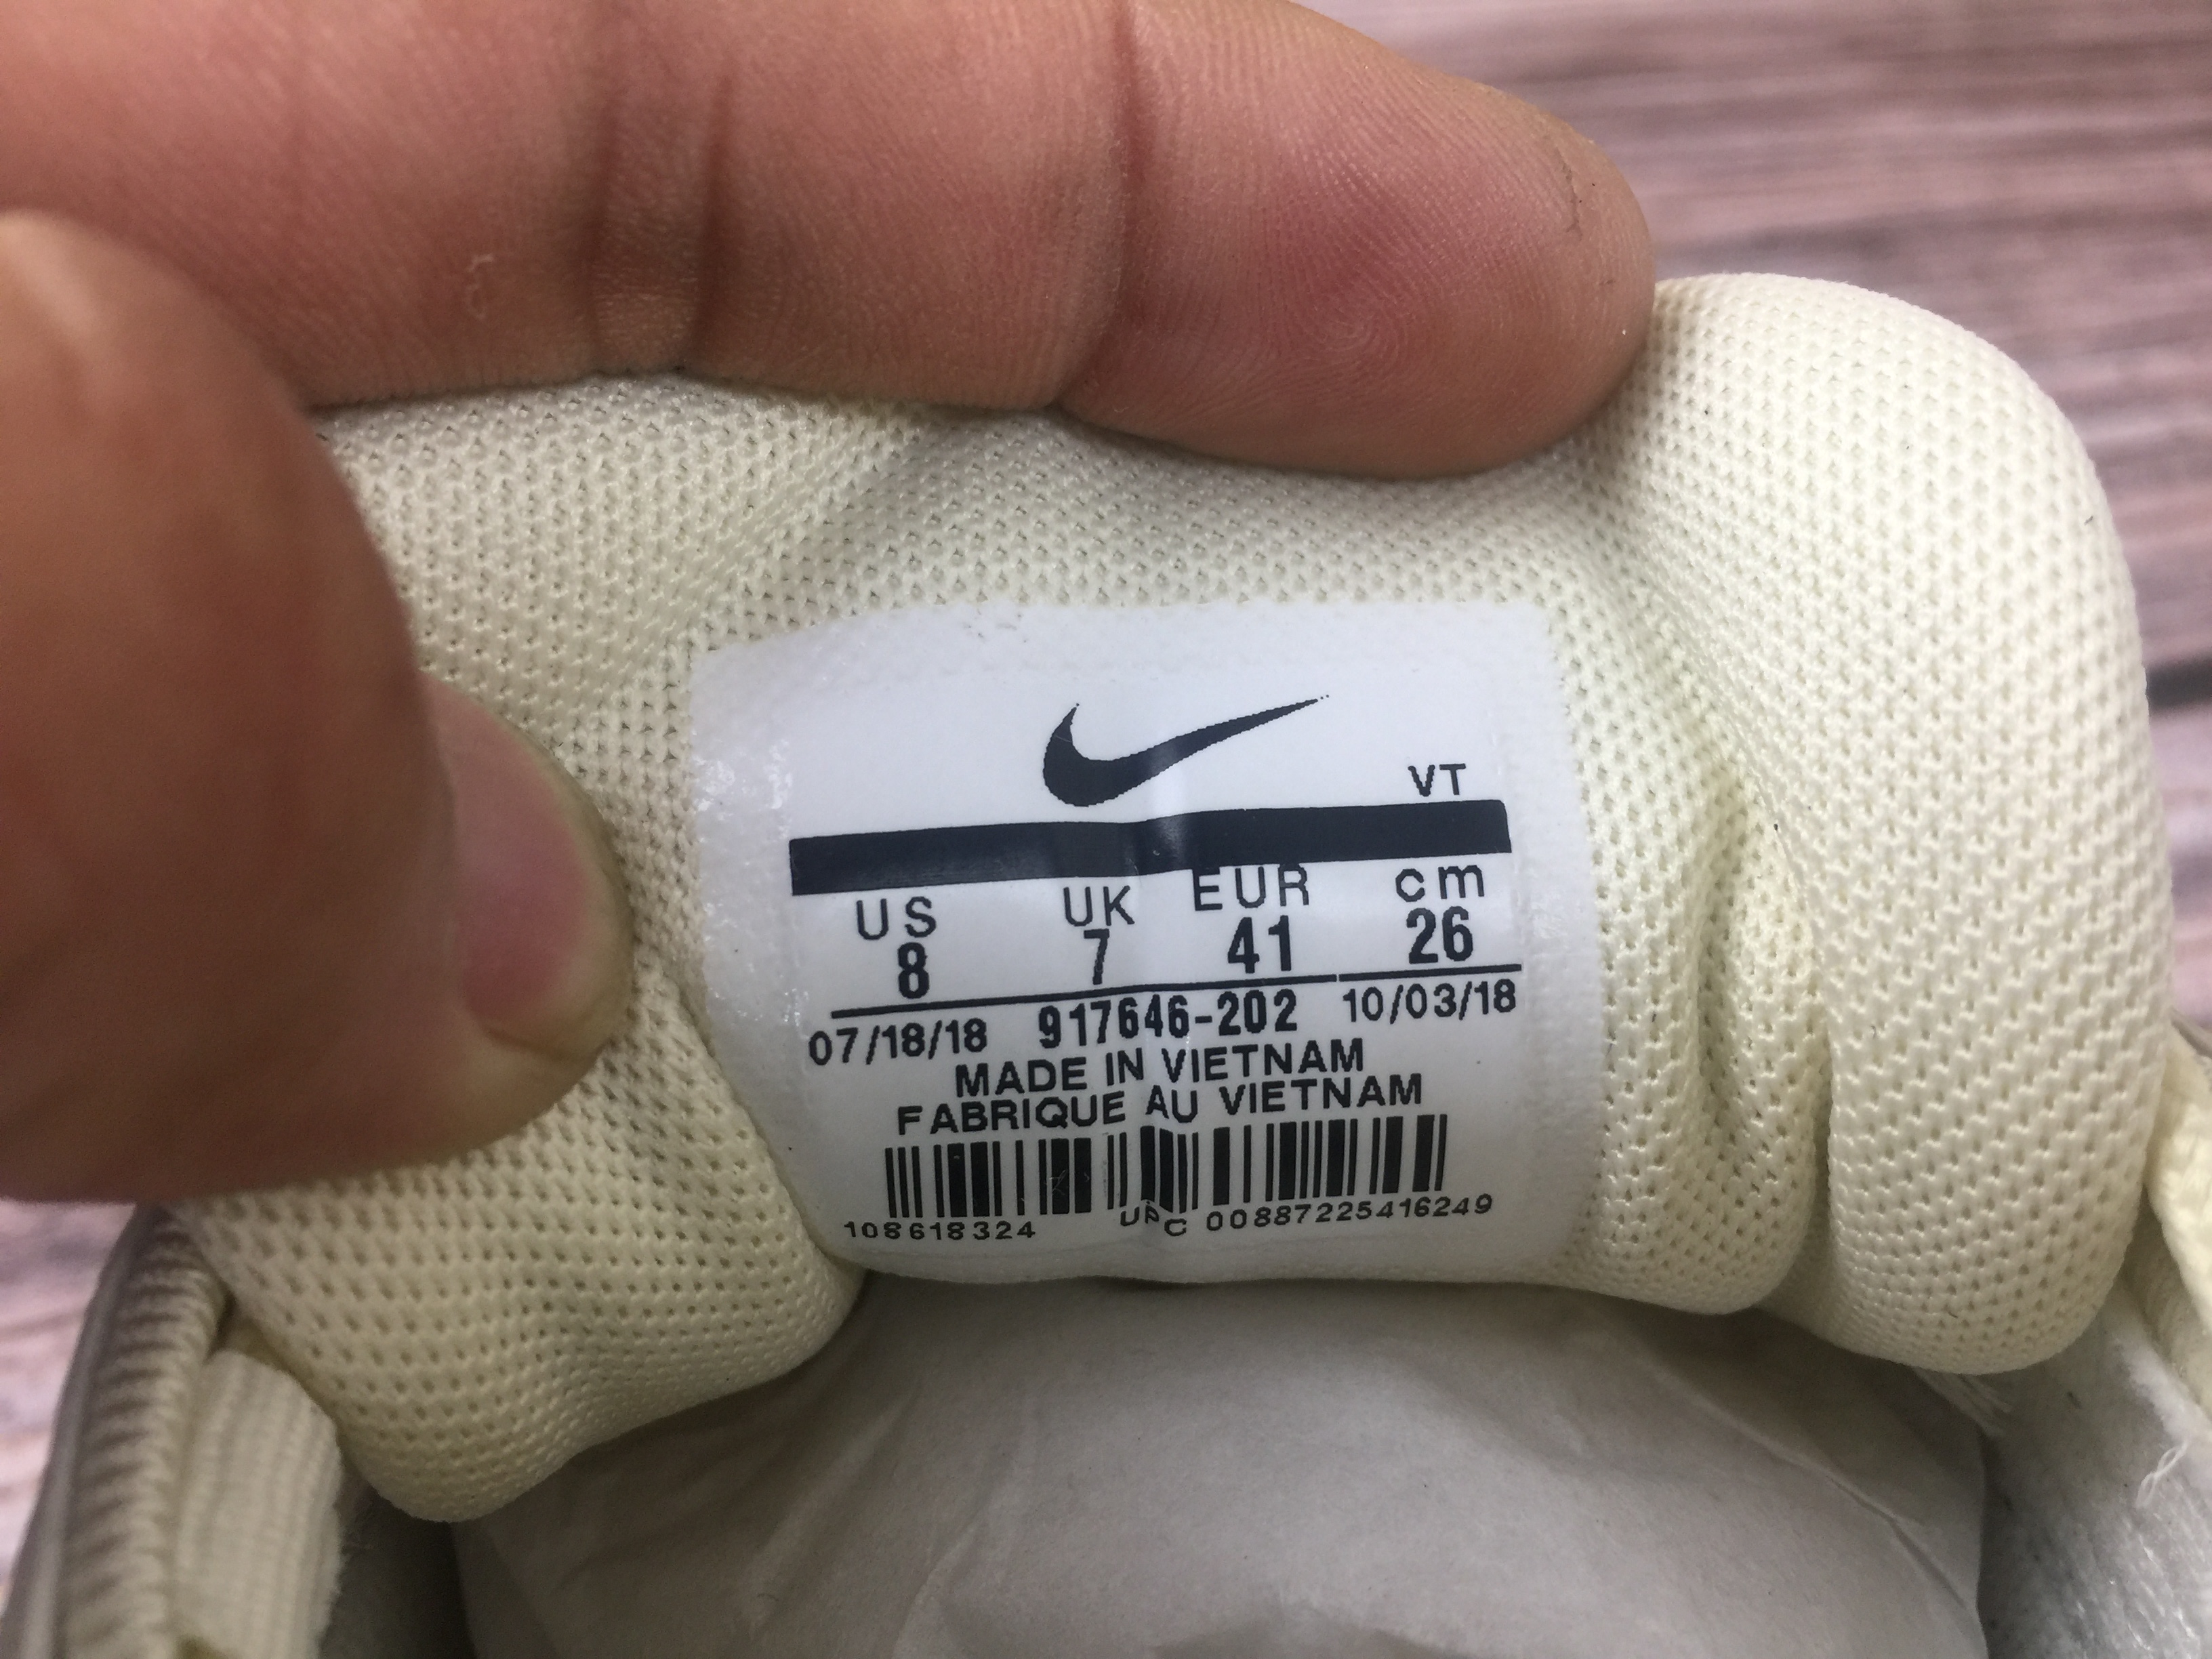 VT
US UK EUR cm
8 7 41 26
07/18/18 917646-202 10/03/18
MADE IN VIETNAM
FABRIQUE AU VIETNAM
108618324 UPC 00887225416249